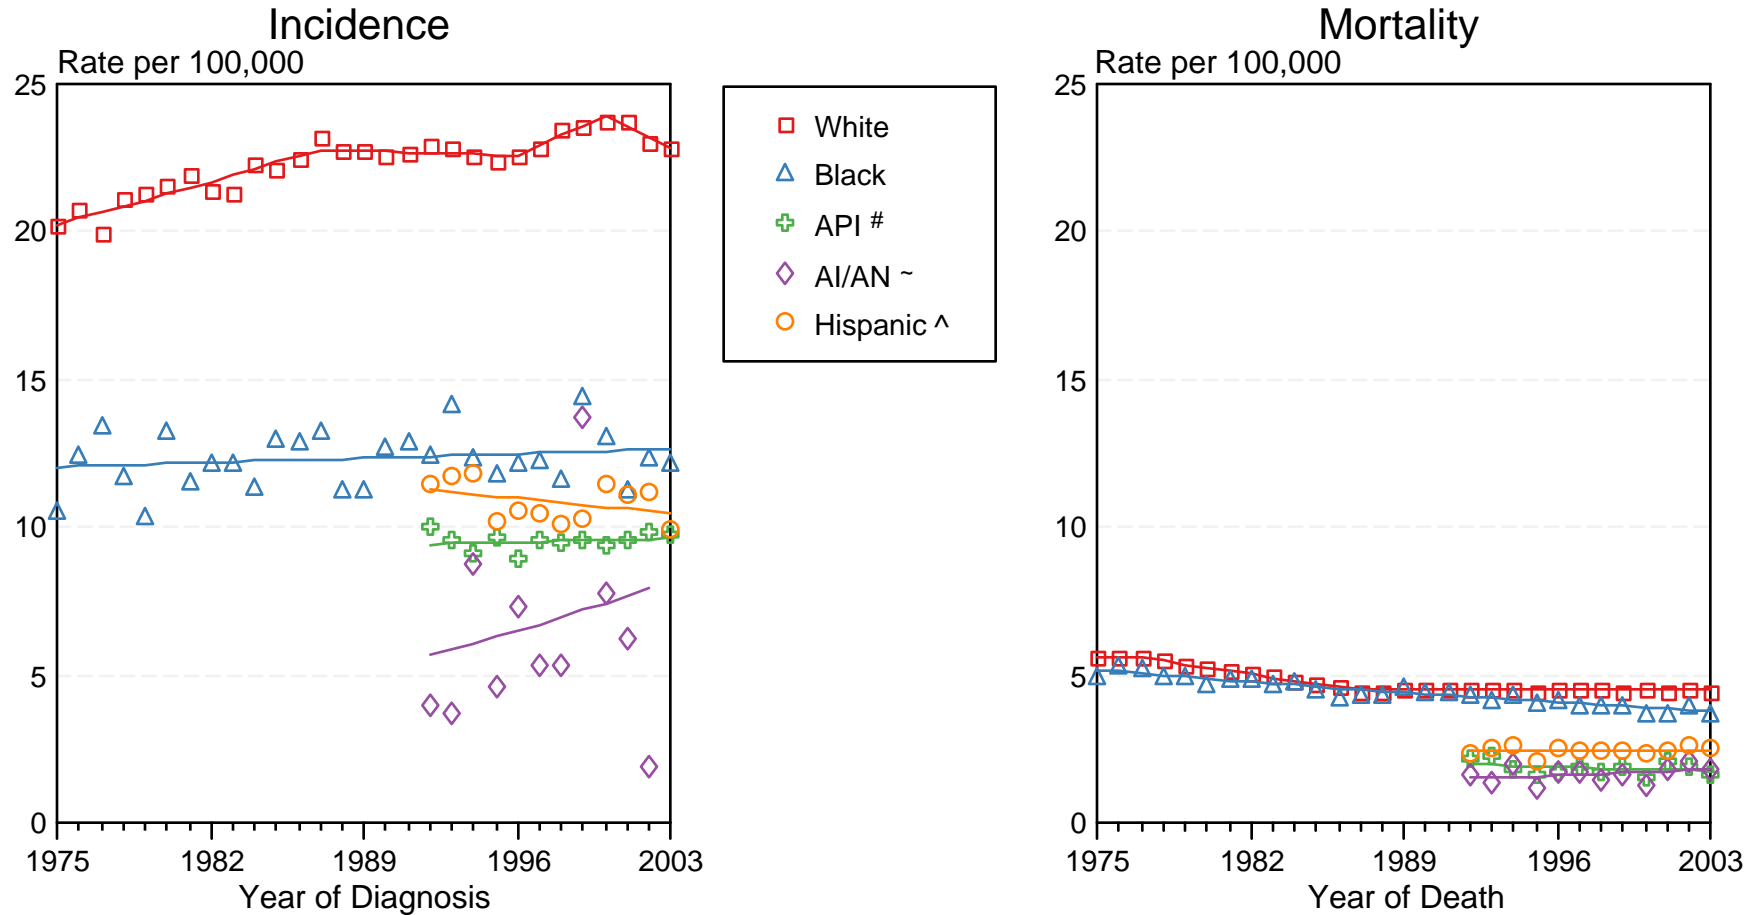 Incidence
Rate per 100,000
25
20
15
10
5
0
1975 1982 1989 1996 2003
Year of Diagnosis
White
Black
API #
AI/AN ~
Hispanic ^
Mortality
Rate per 100,000
25
20
15
10
5
0
1975 1982 1989 1996 2003
Year of Death